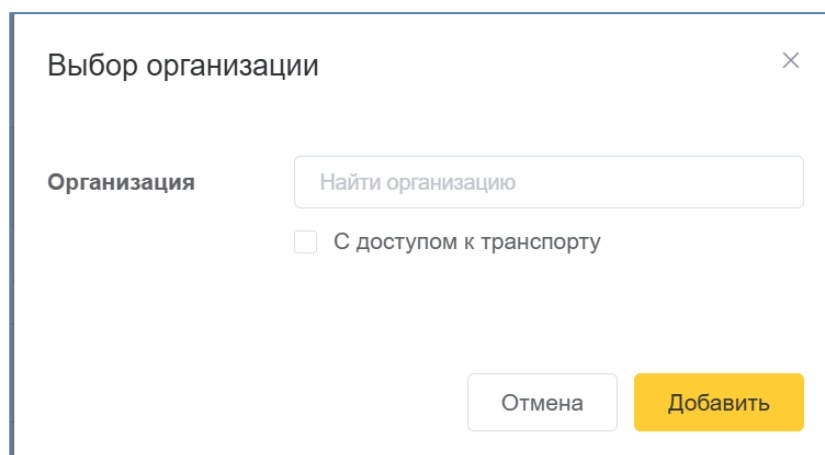 Выбор организации
Организация
Найти организацию
С доступом к транспорту
Отмена
Добавить